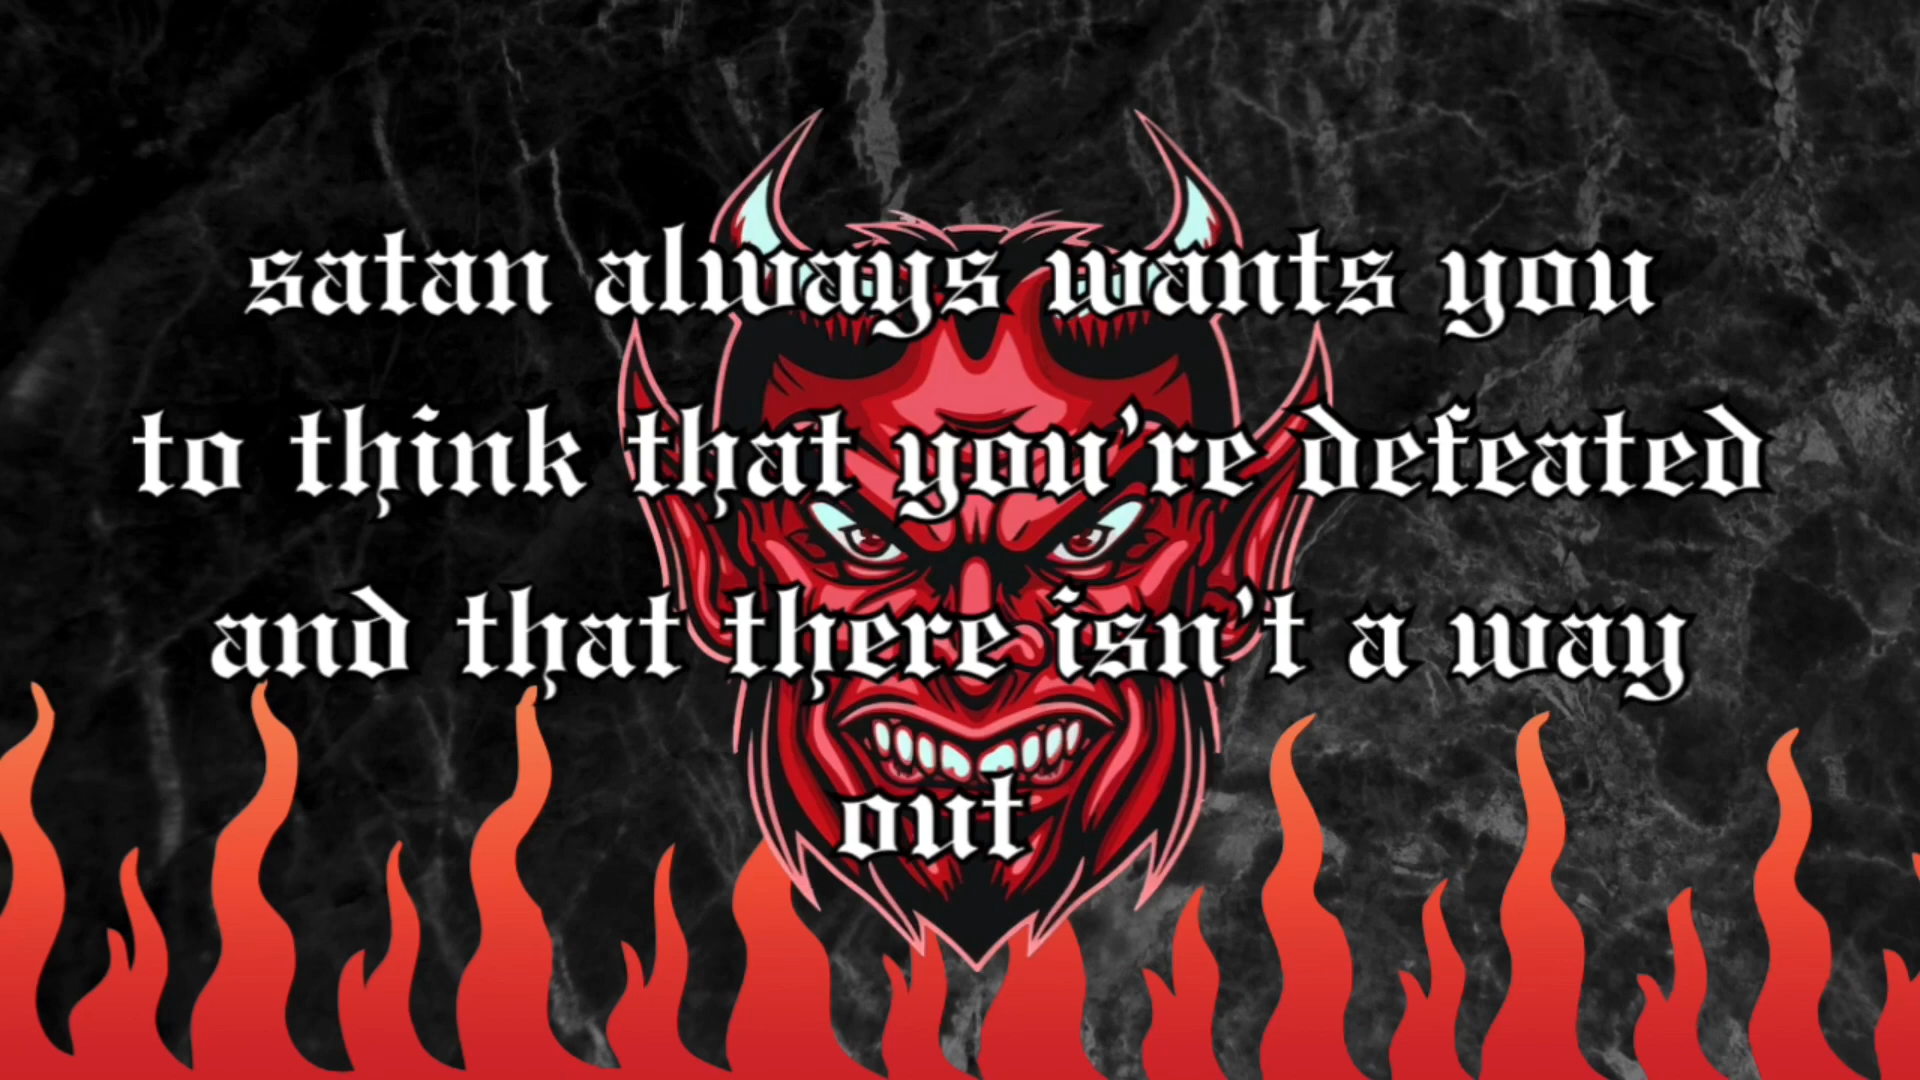 satan always wants you
to think that you're defeated
and that there isn't a way
out